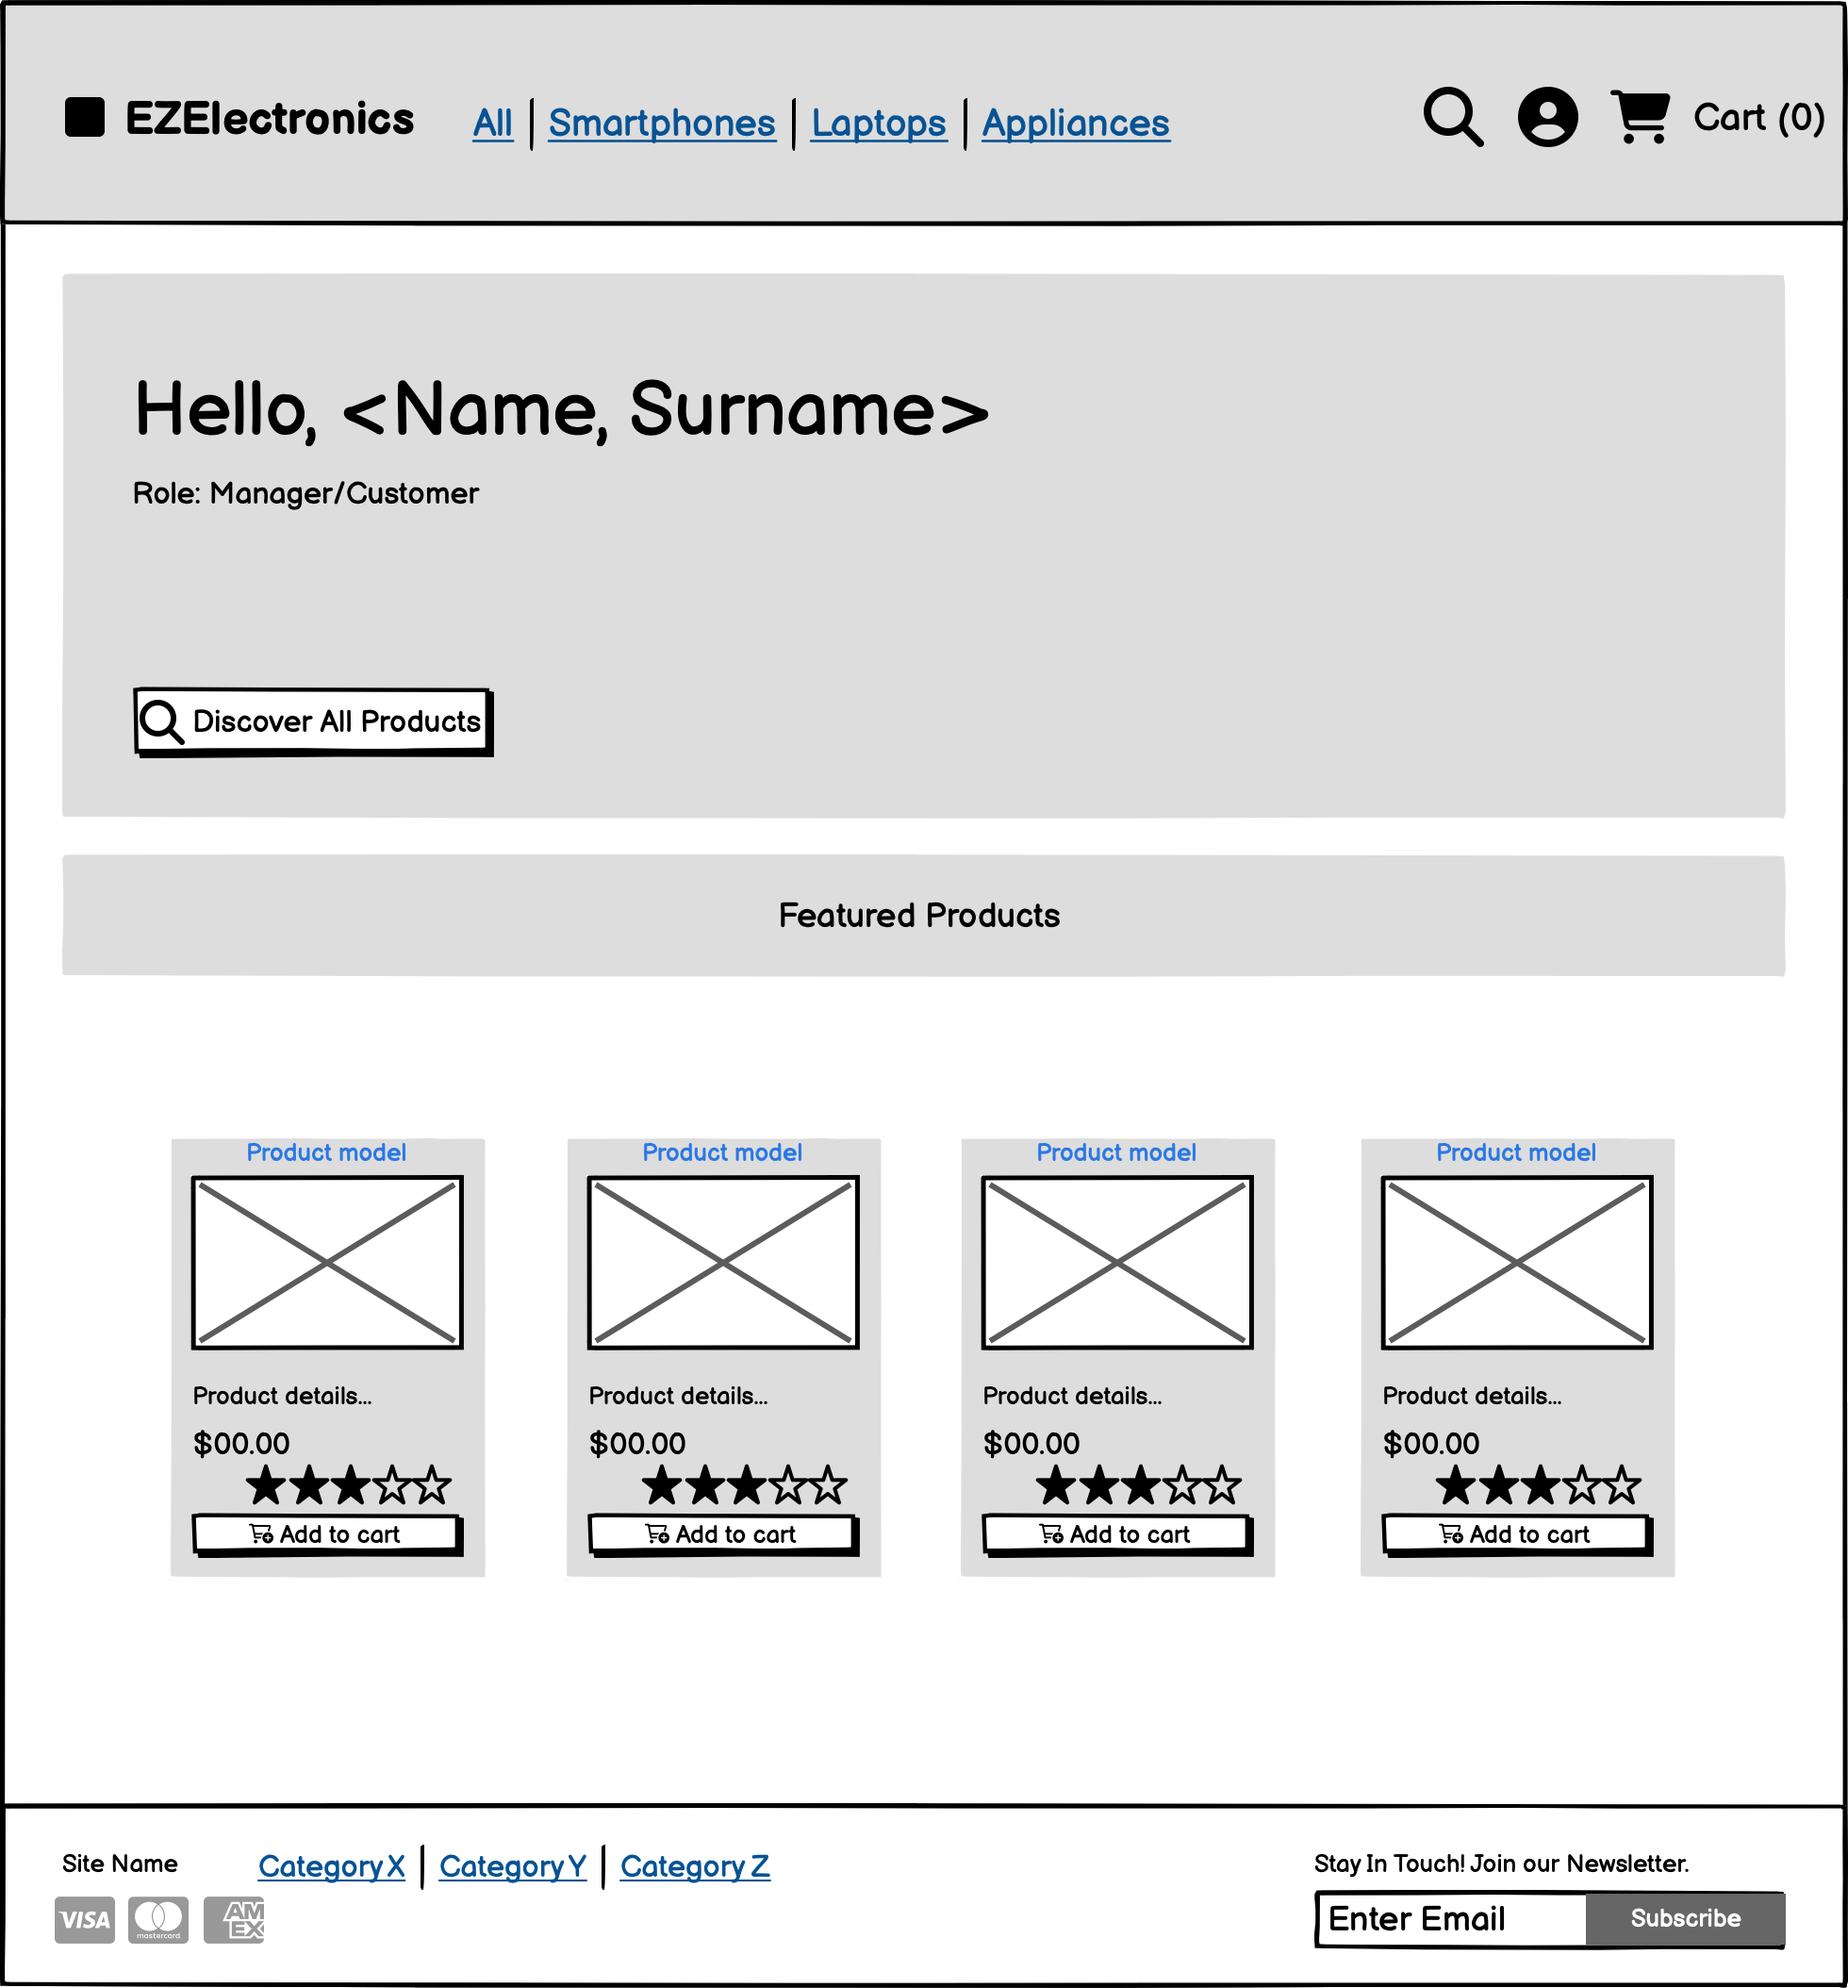 EZElectronics
All Smartphones Laptops Appliances
Cart (0)
Hello, <Name, Surname>
Role: Manager/Customer
Discover All Products
Featured Products
Product model
Product details...
$00.00
Add to cart
Product model
Product details...
$00.00
Add to cart
Product model
Product details...
$00.00
Add to cart
Product model
Product details...
$00.00
Add to cart
Site Name
Category X Category Y Category Z
VISA
mastercard
AM
EX
Stay In Touch! Join our Newsletter.
Enter Email
Subscribe